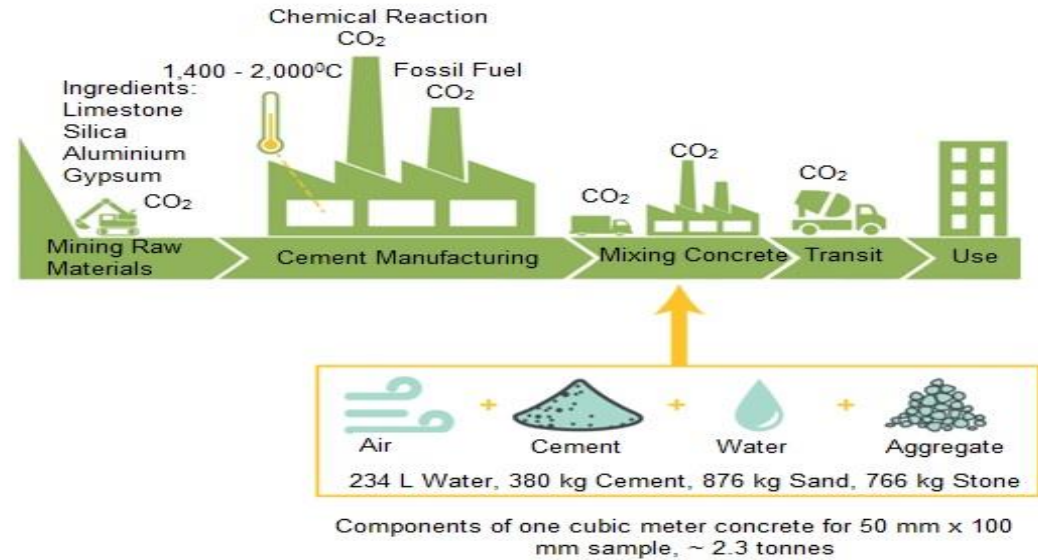 Chemical Reaction
CO₂
1,400 - 2,000⁰C
Fossil Fuel
CO₂
Ingredients:
Limestone
Silica
Aluminium
Gypsum
CO₂
CO₂
CO₂
CO₂
Mining Raw
Materials
Cement Manufacturing
Mixing Concrete
Transit
Use
Air
+
Cement
+
Water
+
Aggregate
234 L Water, 380 kg Cement, 876 kg Sand, 766 kg Stone
Components of one cubic meter concrete for 50 mm x 100
mm sample, ~ 2.3 tonnes